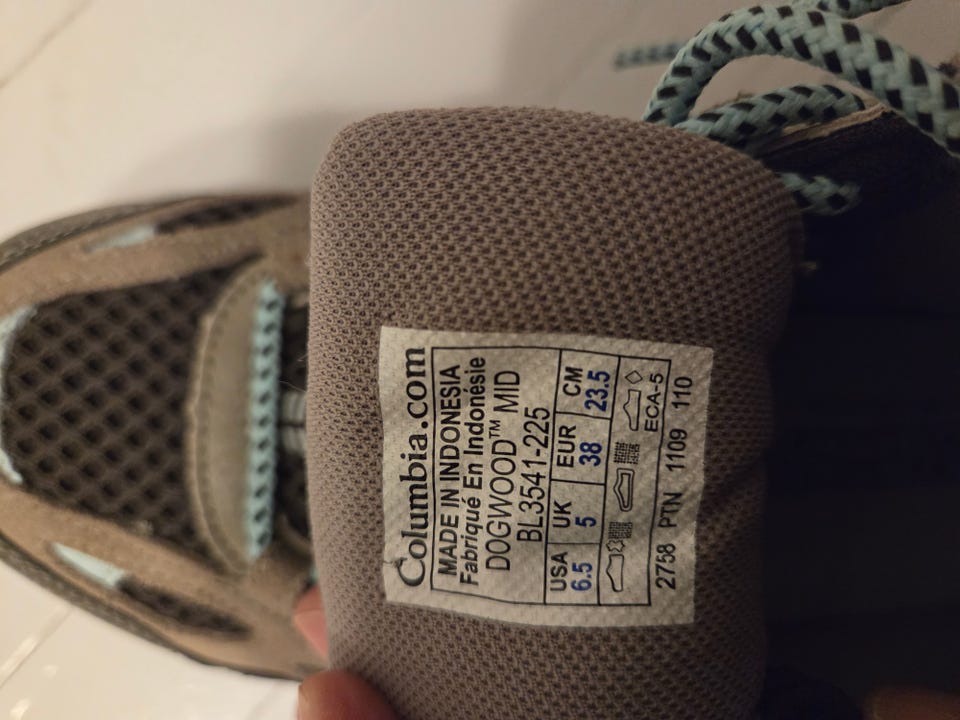 Columbia.com
MADE IN INDONESIA
Fabriqué En Indonésie
DOGWOOD™ MID
BL3541-225
USA UK EUR CM
6.5 5 38 23.5
ECA-5
2758 PTN 1109 110